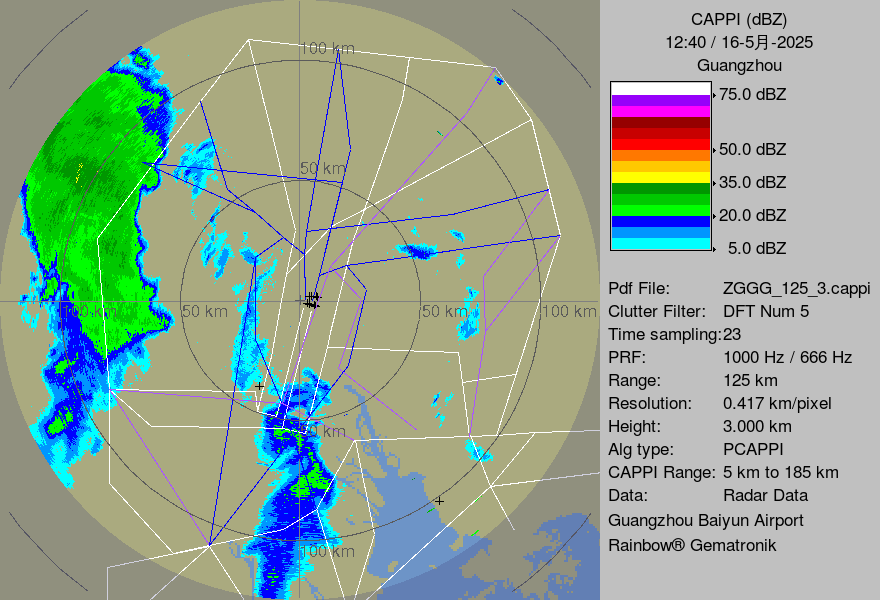 CAPPI (dBZ)
12:40 / 16-5月-2025
Guangzhou
75.0 dBZ
50.0 dBZ
35.0 dBZ
20.0 dBZ
5.0 dBZ
Pdf File: ZGGG_125_3.cappi
Clutter Filter: DFT Num 5
Time sampling:23
PRF: 1000 Hz / 666 Hz
Range: 125 km
Resolution: 0.417 km/pixel
Height: 3.000 km
Alg type: PCAPPI
CAPPI Range: 5 km to 185 km
Data: Radar Data
Guangzhou Baiyun Airport
Rainbow® Gematronik
100 km
50 km
100 km
50 km
50 km
100 km
50 km
100 km